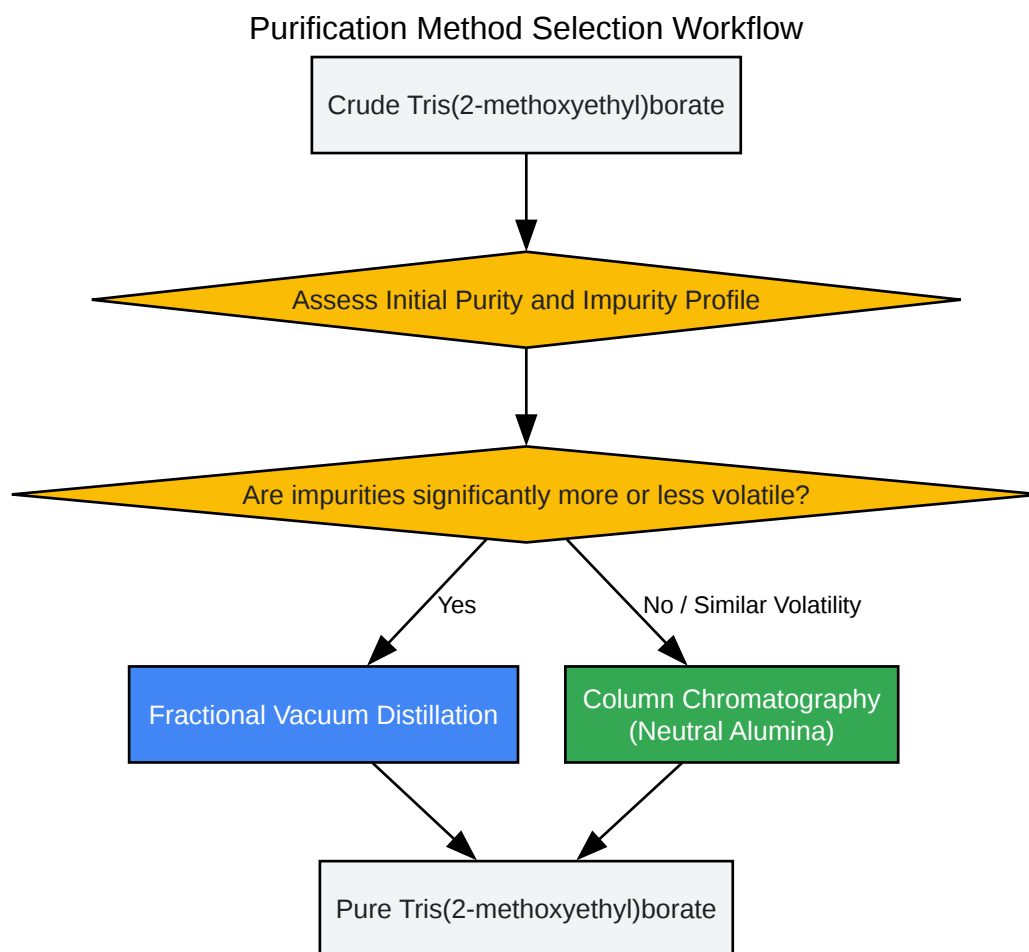 Purification Method Selection Workflow
Crude Tris(2-methoxyethyl)borate
Assess Initial Purity and Impurity Profile
Are impurities significantly more or less volatile?
Yes
No / Similar Volatility
Fractional Vacuum Distillation
Column Chromatography
(Neutral Alumina)
Pure Tris(2-methoxyethyl)borate